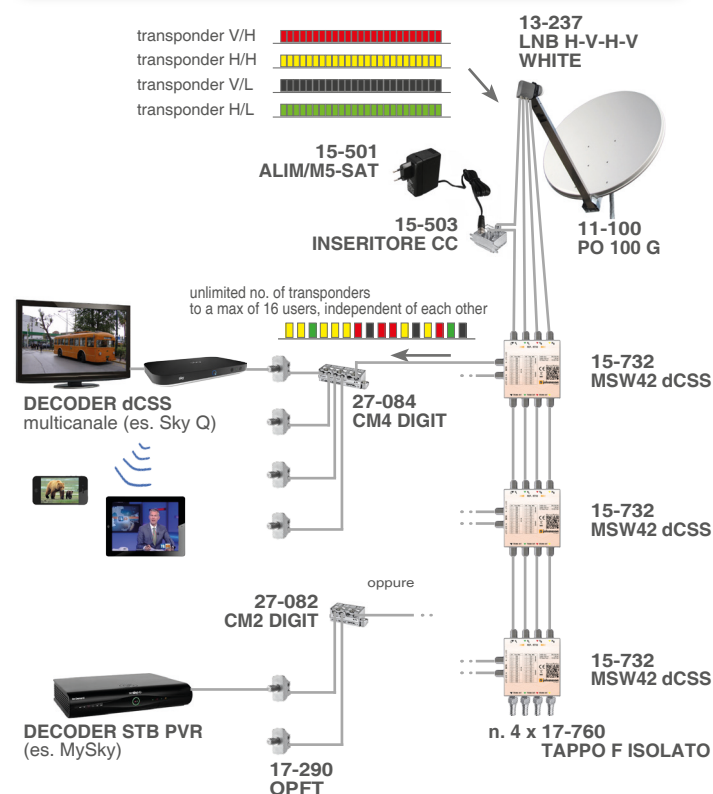 transponder V/H
transponder H/H
transponder V/L
transponder H/L
13-237
LNB H-V-H-V
WHITE
15-501
ALIM/M5-SAT
15-503
INSERITORE CC
11-100
PO 100 G
unlimited no. of transponders
to a max of 16 users, independent of each other
15-732
MSW42 dCSS
27-084
CM4 DIGIT
DECODER dCSS
multicanale (es. Sky Q)
15-732
MSW42 dCSS
oppure
27-082
CM2 DIGIT
15-732
MSW42 dCSS
DECODER STB PVR
(es. MySky)
n. 4 x 17-760
TAPPO F ISOLATO
17-290
OPFT